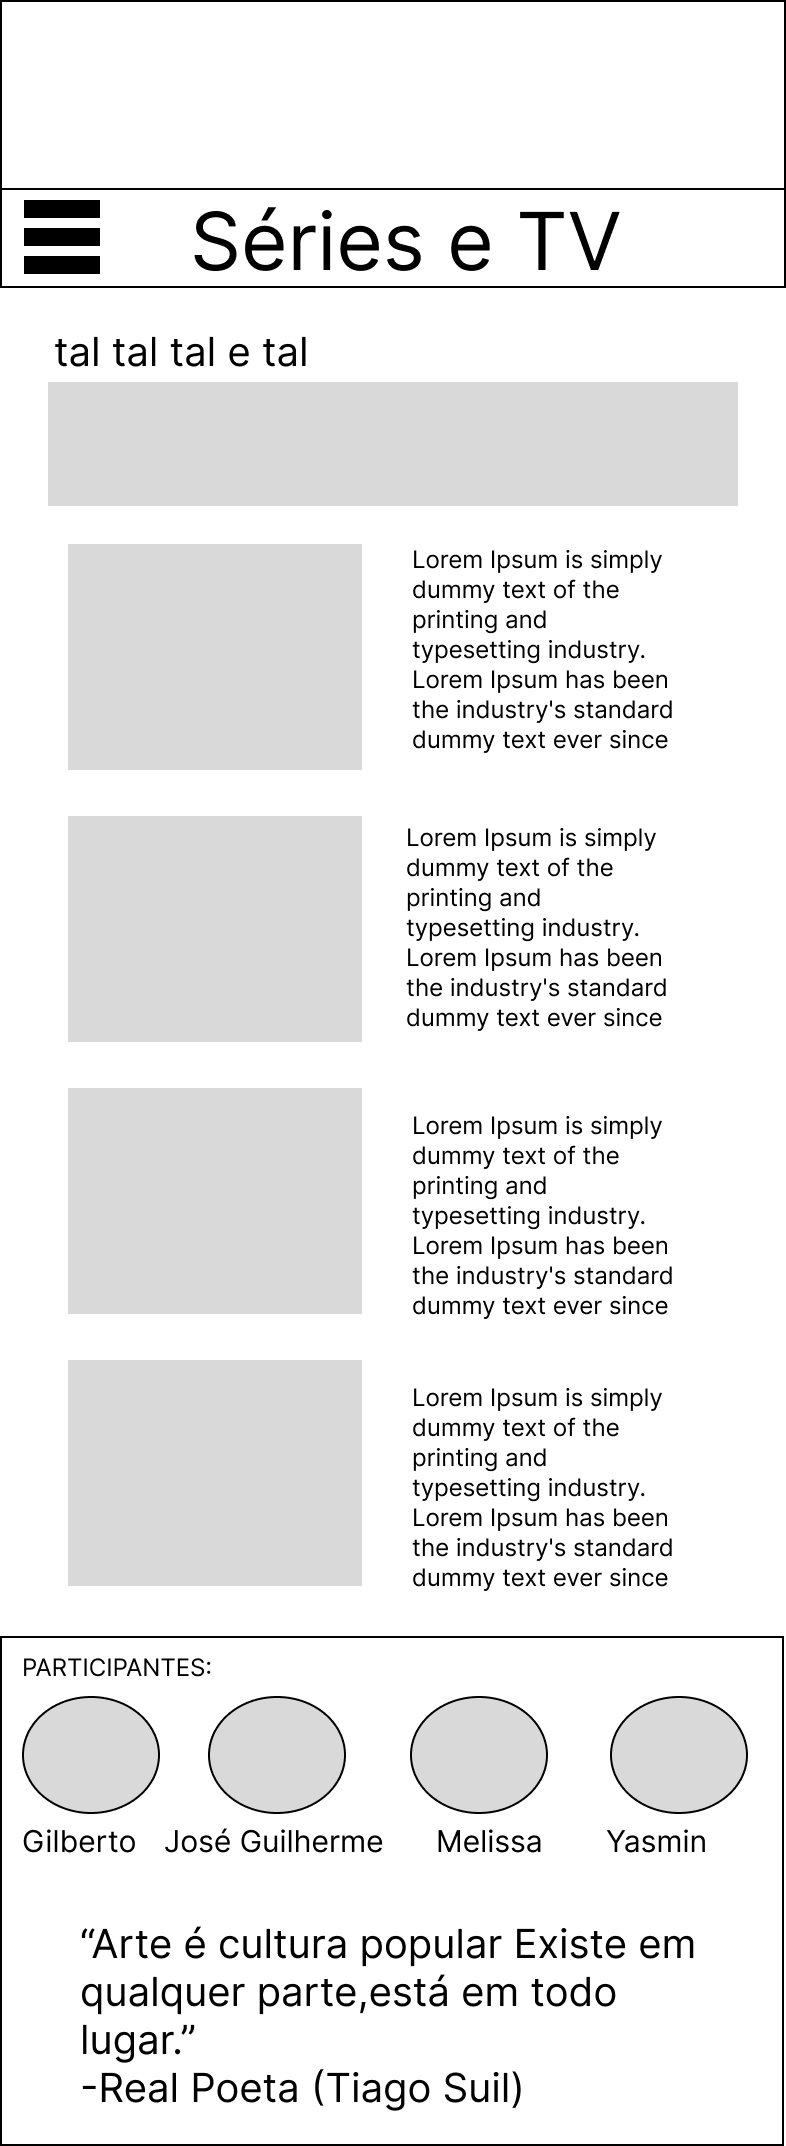 Séries e TV
tal tal tal e tal
Lorem Ipsum is simply
dummy text of the
printing and
typesetting industry.
Lorem Ipsum has been
the industry's standard
dummy text ever since
Lorem Ipsum is simply
dummy text of the
printing and
typesetting industry.
Lorem Ipsum has been
the industry's standard
dummy text ever since
Lorem Ipsum is simply
dummy text of the
printing and
typesetting industry.
Lorem Ipsum has been
the industry's standard
dummy text ever since
Lorem Ipsum is simply
dummy text of the
printing and
typesetting industry.
Lorem Ipsum has been
the industry's standard
dummy text ever since
PARTICIPANTES:
Gilberto José Guilherme Melissa Yasmin
“Arte é cultura popular Existe em
qualquer parte,está em todo
lugar.”
-Real Poeta (Tiago Suil)